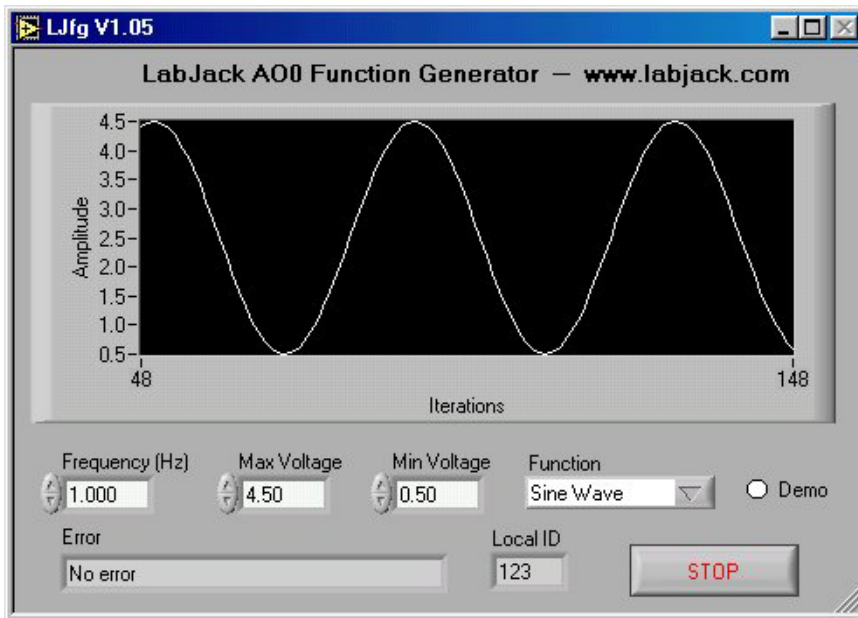 LJfg V1.05
LabJack AO0 Function Generator — www.labjack.com
4.5
4.0
3.5
3.0
2.5
2.0
1.5
1.0
0.5
Amplitude
48 148
Iterations
Frequency (Hz) Max Voltage Min Voltage Function
1.000 4.50 0.50 Sine Wave Demo
Error Local ID
No error 123 STOP